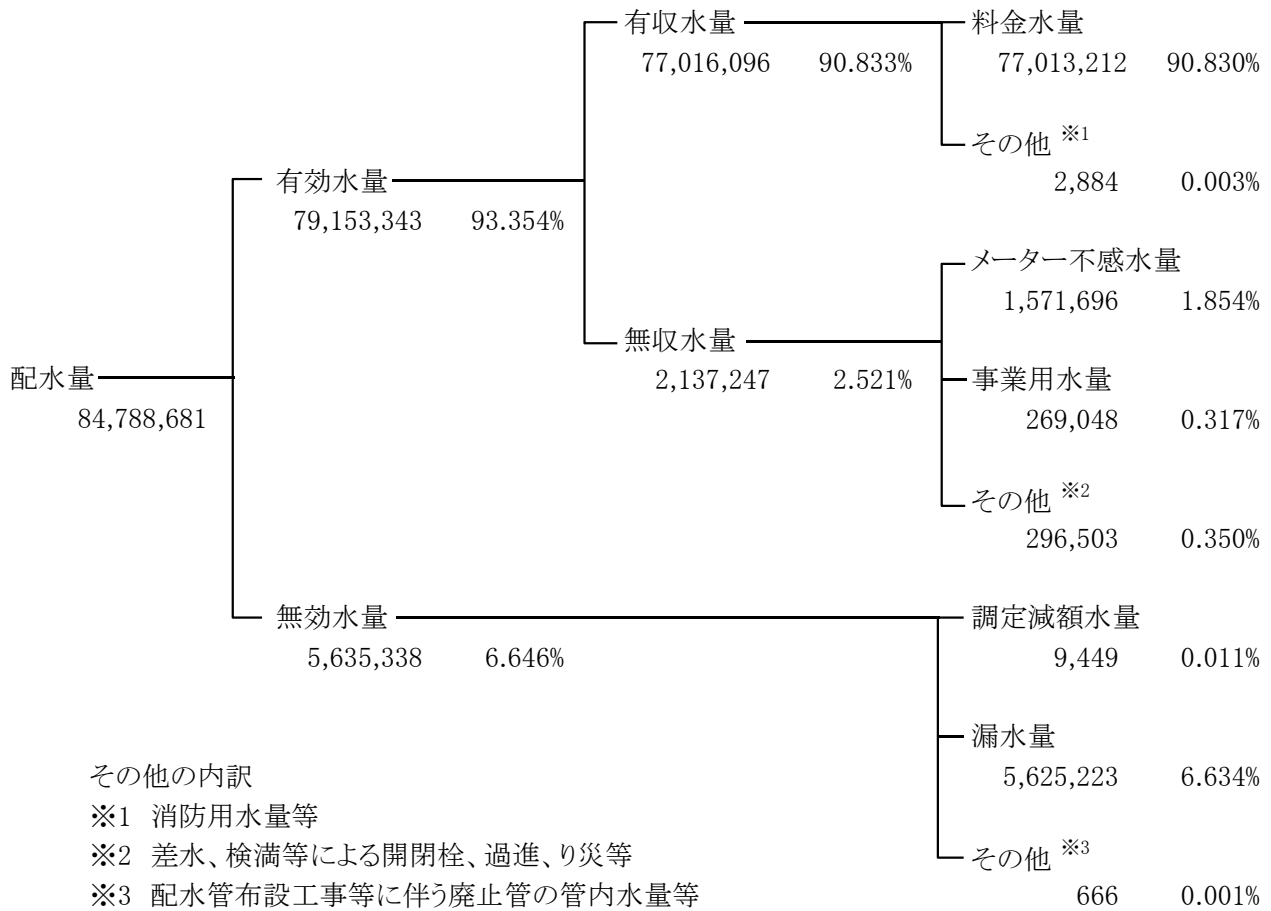 有収水量 料金水量
77,016,096 90.833% 77,013,212 90.830%
その他 ※1
有効水量 2,884 0.003%
79,153,343 93.354%
メーター不感水量
1,571,696 1.854%
無収水量
配水量 2,137,247 2.521% 事業用水量
84,788,681 269,048 0.317%
その他 ※2
296,503 0.350%
無効水量 調定減額水量
5,635,338 6.646% 9,449 0.011%
漏水量
その他の内訳 5,625,223 6.634%
※1 消防用水量等
※2 差水、検満等による開閉栓、過進、り災等 その他 ※3
※3 配水管布設工事等に伴う廃止管の管内水量等 666 0.001%